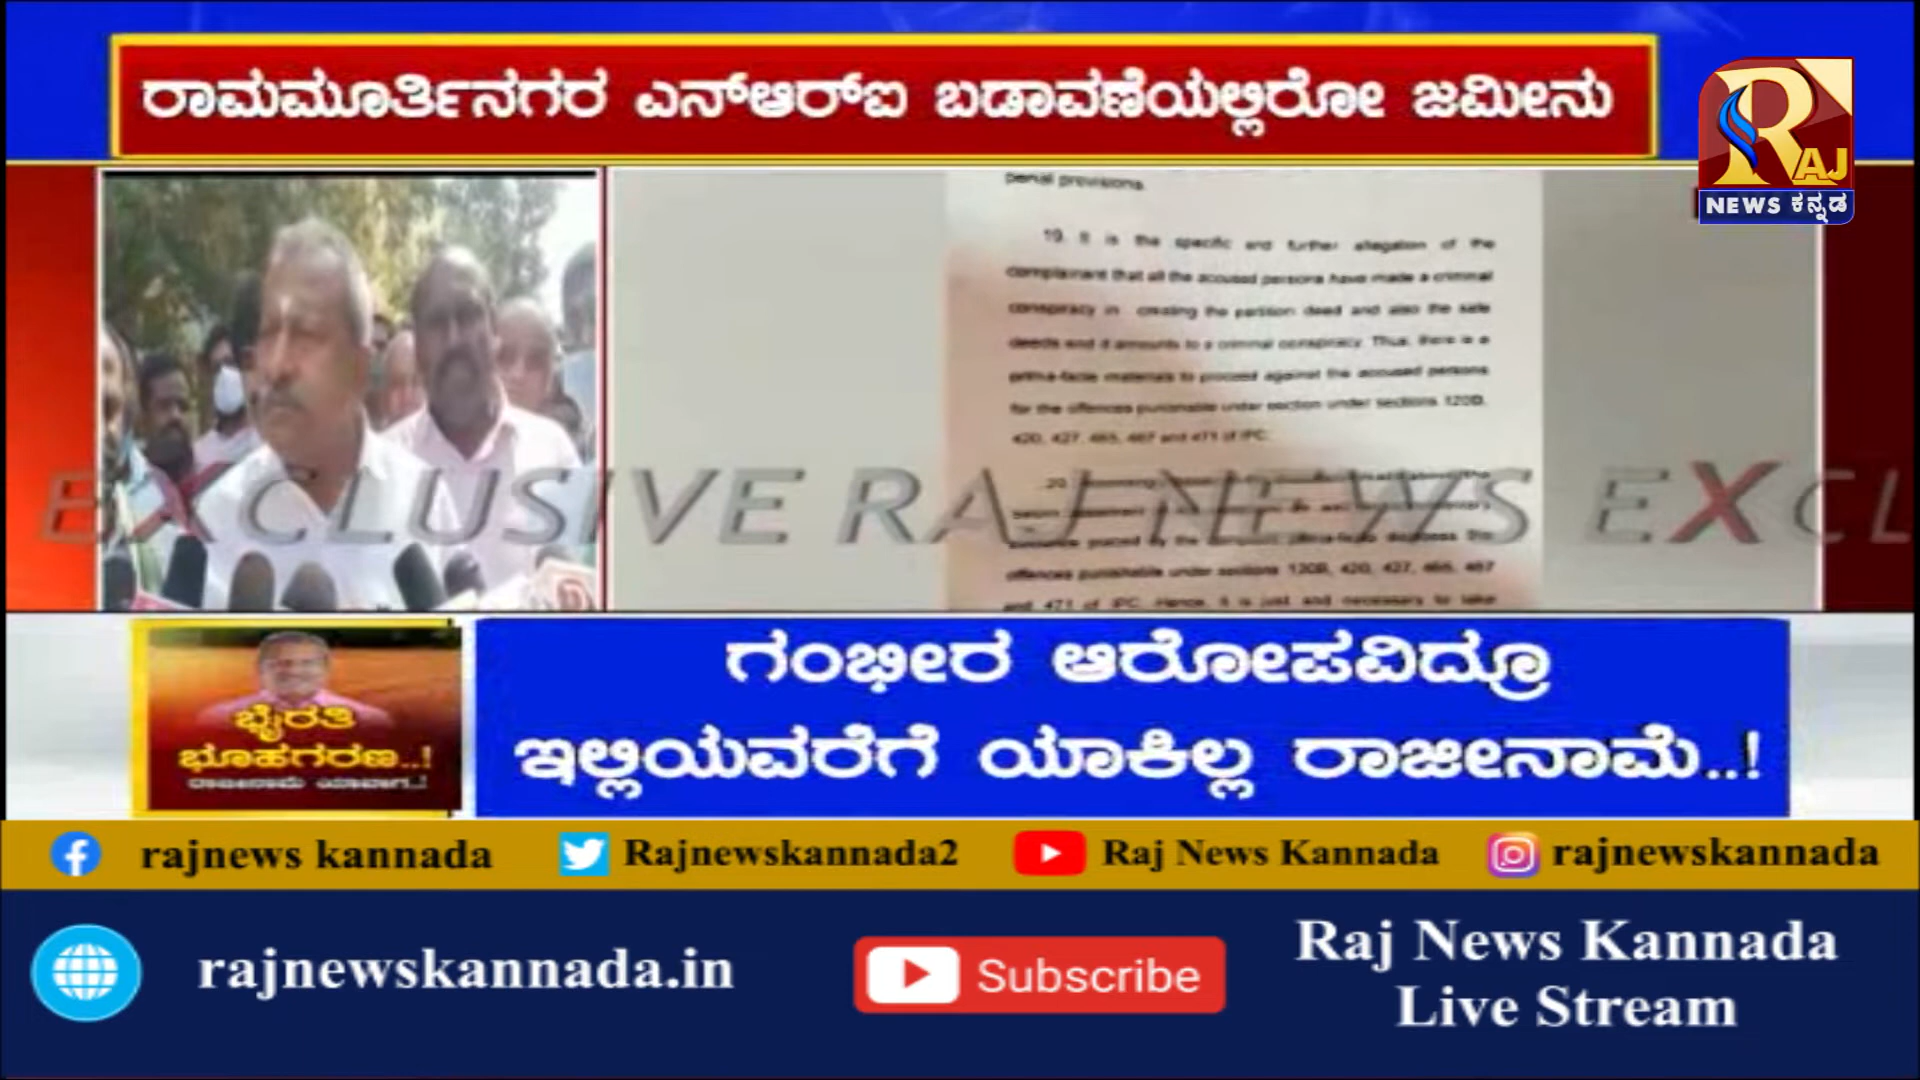 ರಾಮಮೂರ್ತಿನಗರ ಎನ್ಆರ್‌ಐ ಬಡಾವಣೆಯಲ್ಲಿರೋ ಜಮೀನು
RAJ
NEWS ಕನ್ನಡ
penal provisions.
19. It is the specific and further allegation of the
complainant that all the accused persons have made a criminal
conspiracy in creating the partition deed and also the sale
deeds and it amounts to a criminal conspiracy. Thus, there is a
prima-facie materials to proceed against the accused persons
for the offences punishable under section under sections 120B,
420, 427, 465, 467 and 471 of IPC.
EXCLUSIVE RAJ NEWS EXCL
offences punishable under sections 120B, 420, 427, 465, 467
and 471 of IPC. Hence, it is just and necessary to take
ಭೈರತಿ
ಭೂಹಗರಣ..!
ರಾಜೀನಾಮೆ ಯಾವಾಗ..!
ಗಂಭೀರ ಆರೋಪವಿದ್ರೂ
ಇಲ್ಲಿಯವರೆಗೆ ಯಾಕಿಲ್ಲ ರಾಜೀನಾಮೆ..!
rajnews kannada Rajnewskannada2 Raj News Kannada rajnewskannada
rajnewskannada.in
Subscribe
Raj News Kannada
Live Stream